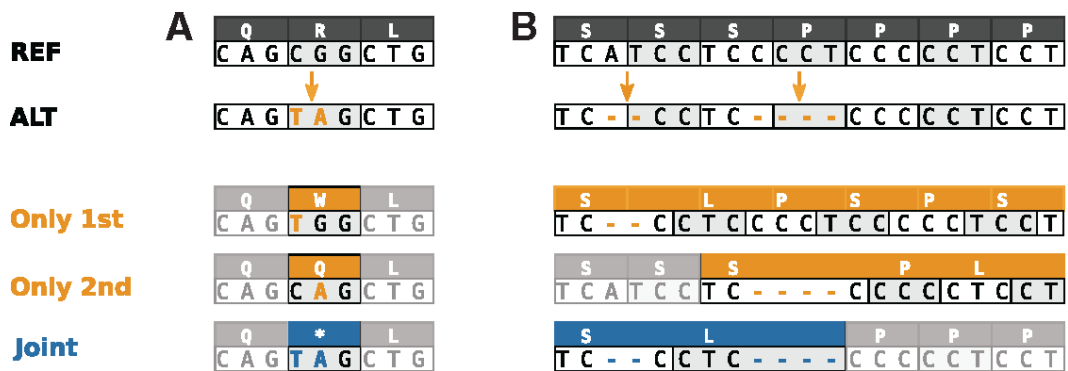 A B
Q R L S S S P P P P
REF C A G C G G C T G T C A T C C T C C C C T C C C C C T C C T
ALT C A G T A G C T G T C - - C C T C - - - - C C C C C T C C T
Q W L S L P S P S
Only 1st C A G T G G C T G T C - - C C T C C C C T C C C C C T C C T
Q Q L S S S P L
Only 2nd C A G C A G C T G T C A T C C T C - - - - C C C C C T C C T
Q * L S L P P P
Joint C A G T A G C T G T C - - C C T C - - - - C C C C C T C C T